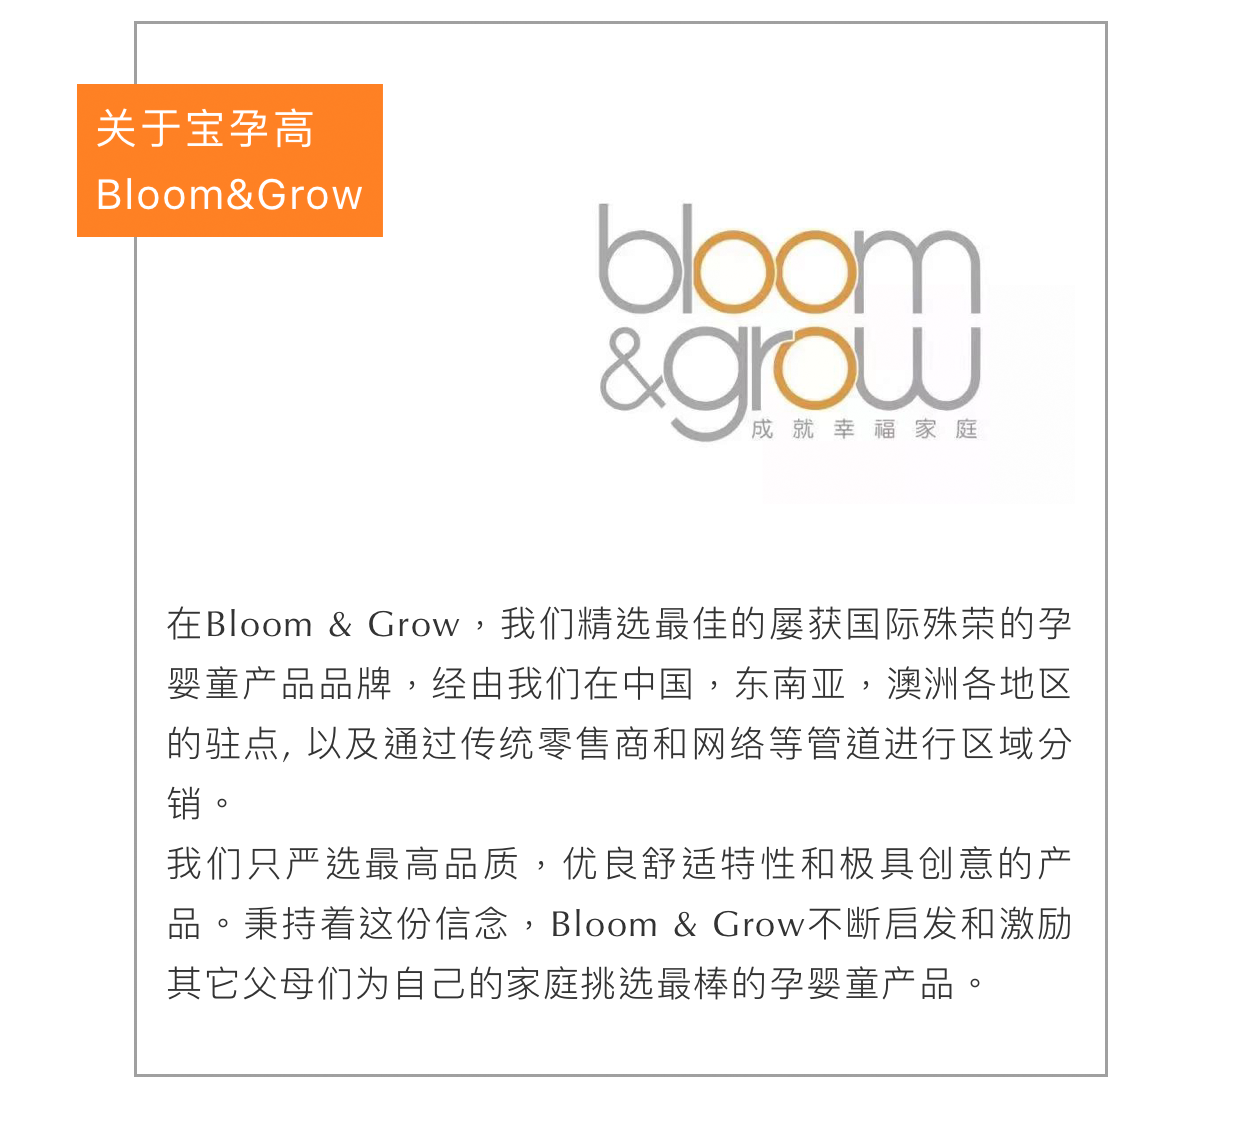 关于宝孕高
Bloom&Grow
bloom
&grow
成就幸福家庭
在Bloom & Grow，我们精选最佳的屡获国际殊荣的孕
婴童产品品牌，经由我们在中国，东南亚，澳洲各地区
的驻点, 以及通过传统零售商和网络等管道进行区域分
销。
我们只严选最高品质，优良舒适特性和极具创意的产
品。秉持着这份信念，Bloom & Grow不断启发和激励
其它父母们为自己的家庭挑选最棒的孕婴童产品。